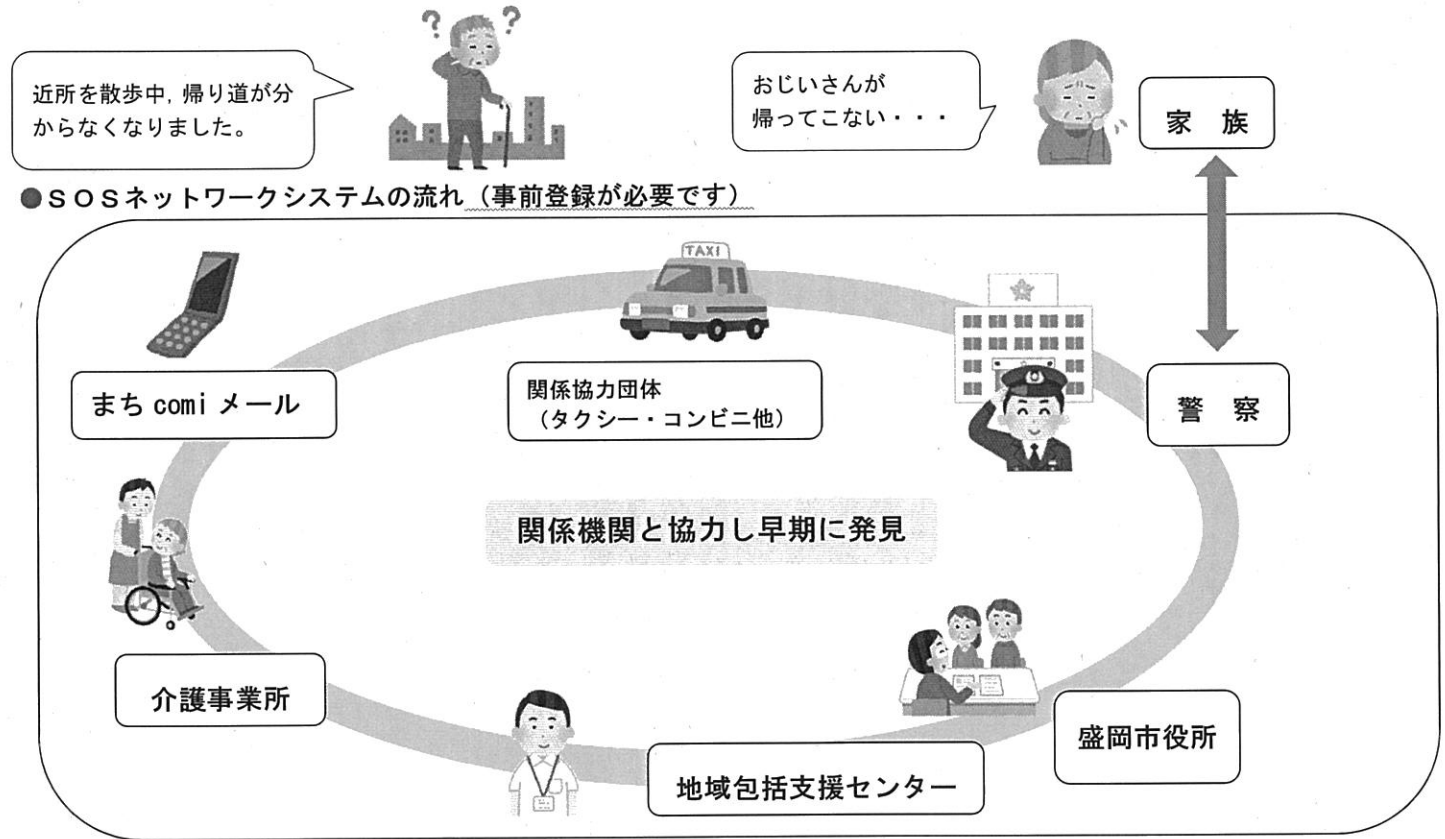 近所を散歩中，帰り道が分
からなくなりました。
おじいさんが
帰ってこない・・・
家　族
●ＳＯＳネットワークシステムの流れ（事前登録が必要です）
TAXI
まち comi メール
関係協力団体
（タクシー・コンビニ他）
警　察
関係機関と協力し早期に発見
介護事業所
地域包括支援センター
盛岡市役所